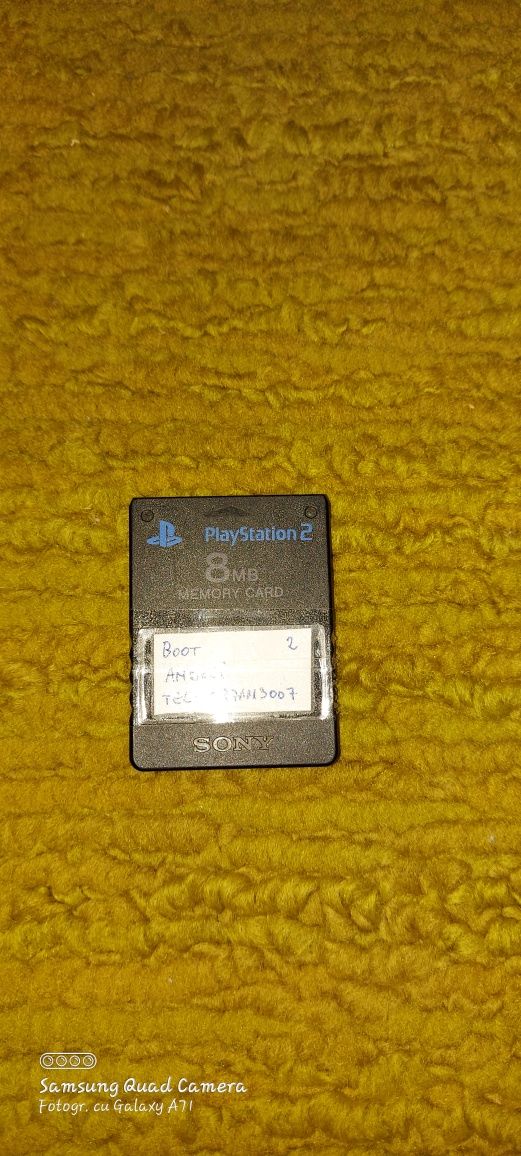 PlayStation 2
8MB
MEMORY CARD
BOOT 2
SONY
Samsung Quad Camera
Fotogr. cu Galaxy A71